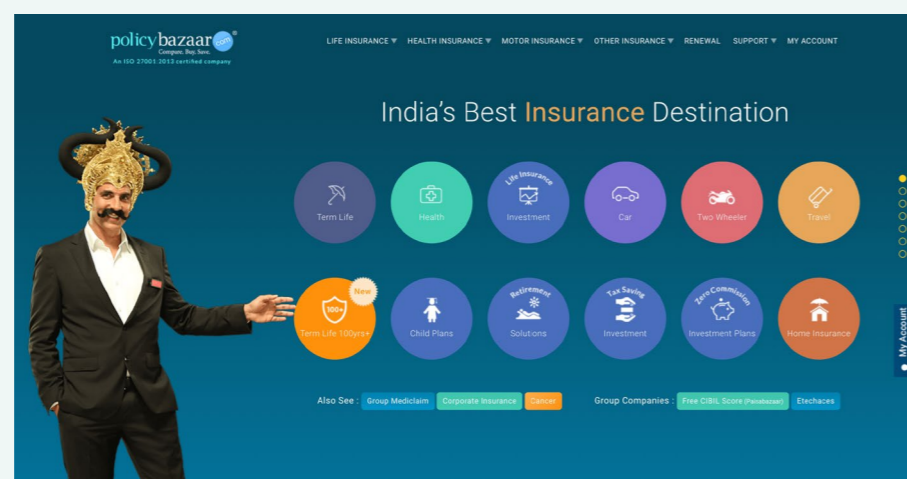 policybazaar.com
Compare. Buy. Save.
An ISO 27001:2013 certified company
LIFE INSURANCE HEALTH INSURANCE MOTOR INSURANCE OTHER INSURANCE RENEWAL SUPPORT MY ACCOUNT
India's Best Insurance Destination
Term Life
Health
Life Insurance
Investment
Car
Two Wheeler
Travel
New
100+
Term Life 100yrs+
Child Plans
Retirement
Solutions
Tax Saving
Investment
Zero Commission
Investment Plans
Home Insurance
My Account
Also See : Group Mediclaim Corporate Insurance Cancer Group Companies : Free CIBIL Score (Paisabazaar) Etechaces